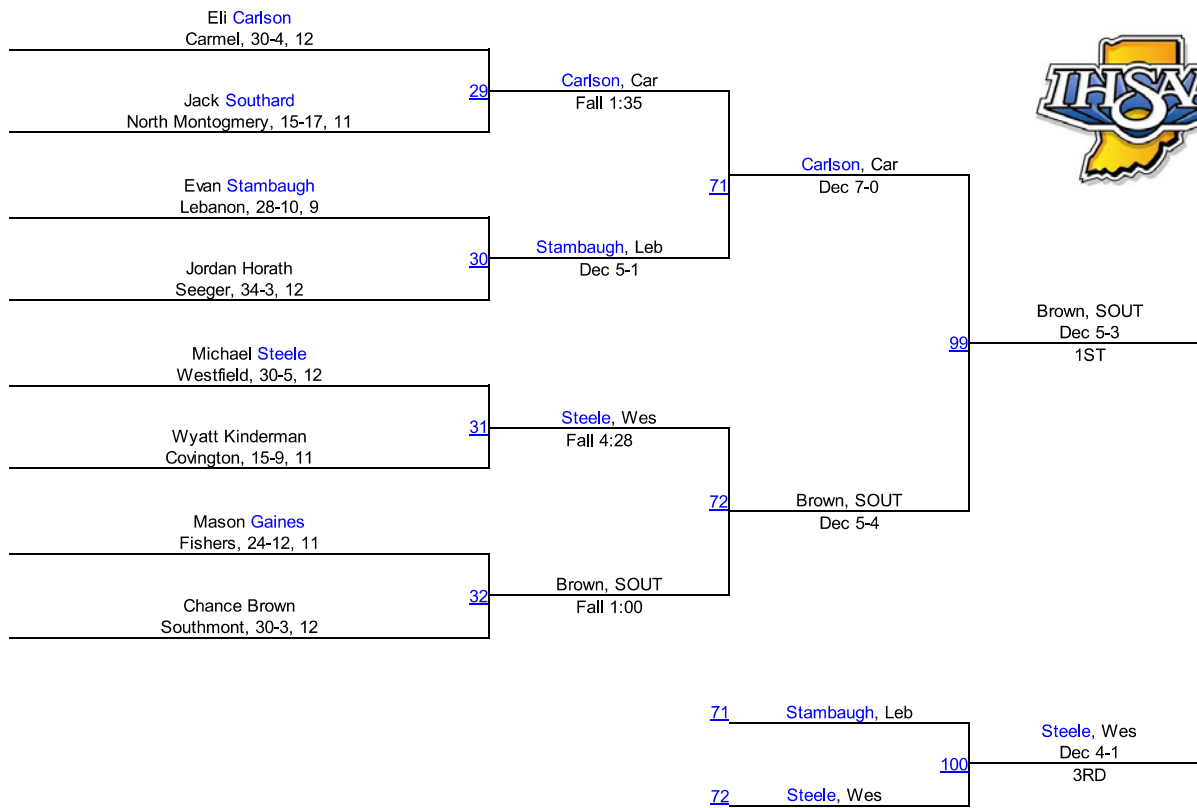 Eli Carlson
Carmel, 30-4, 12
29
Carlson, Car
Fall 1:35
Jack Southard
North Montogmery, 15-17, 11
71
Carlson, Car
Dec 7-0
Evan Stambaugh
Lebanon, 28-10, 9
30
Stambaugh, Leb
Dec 5-1
Jordan Horath
Seeger, 34-3, 12
99
Brown, SOUT
Dec 5-3
1ST
Michael Steele
Westfield, 30-5, 12
31
Steele, Wes
Fall 4:28
Wyatt Kinderman
Covington, 15-9, 11
72
Brown, SOUT
Dec 5-4
Mason Gaines
Fishers, 24-12, 11
32
Brown, SOUT
Fall 1:00
Chance Brown
Southmont, 30-3, 12
71
Stambaugh, Leb
100
Steele, Wes
Dec 4-1
3RD
72
Steele, Wes
IHSAA